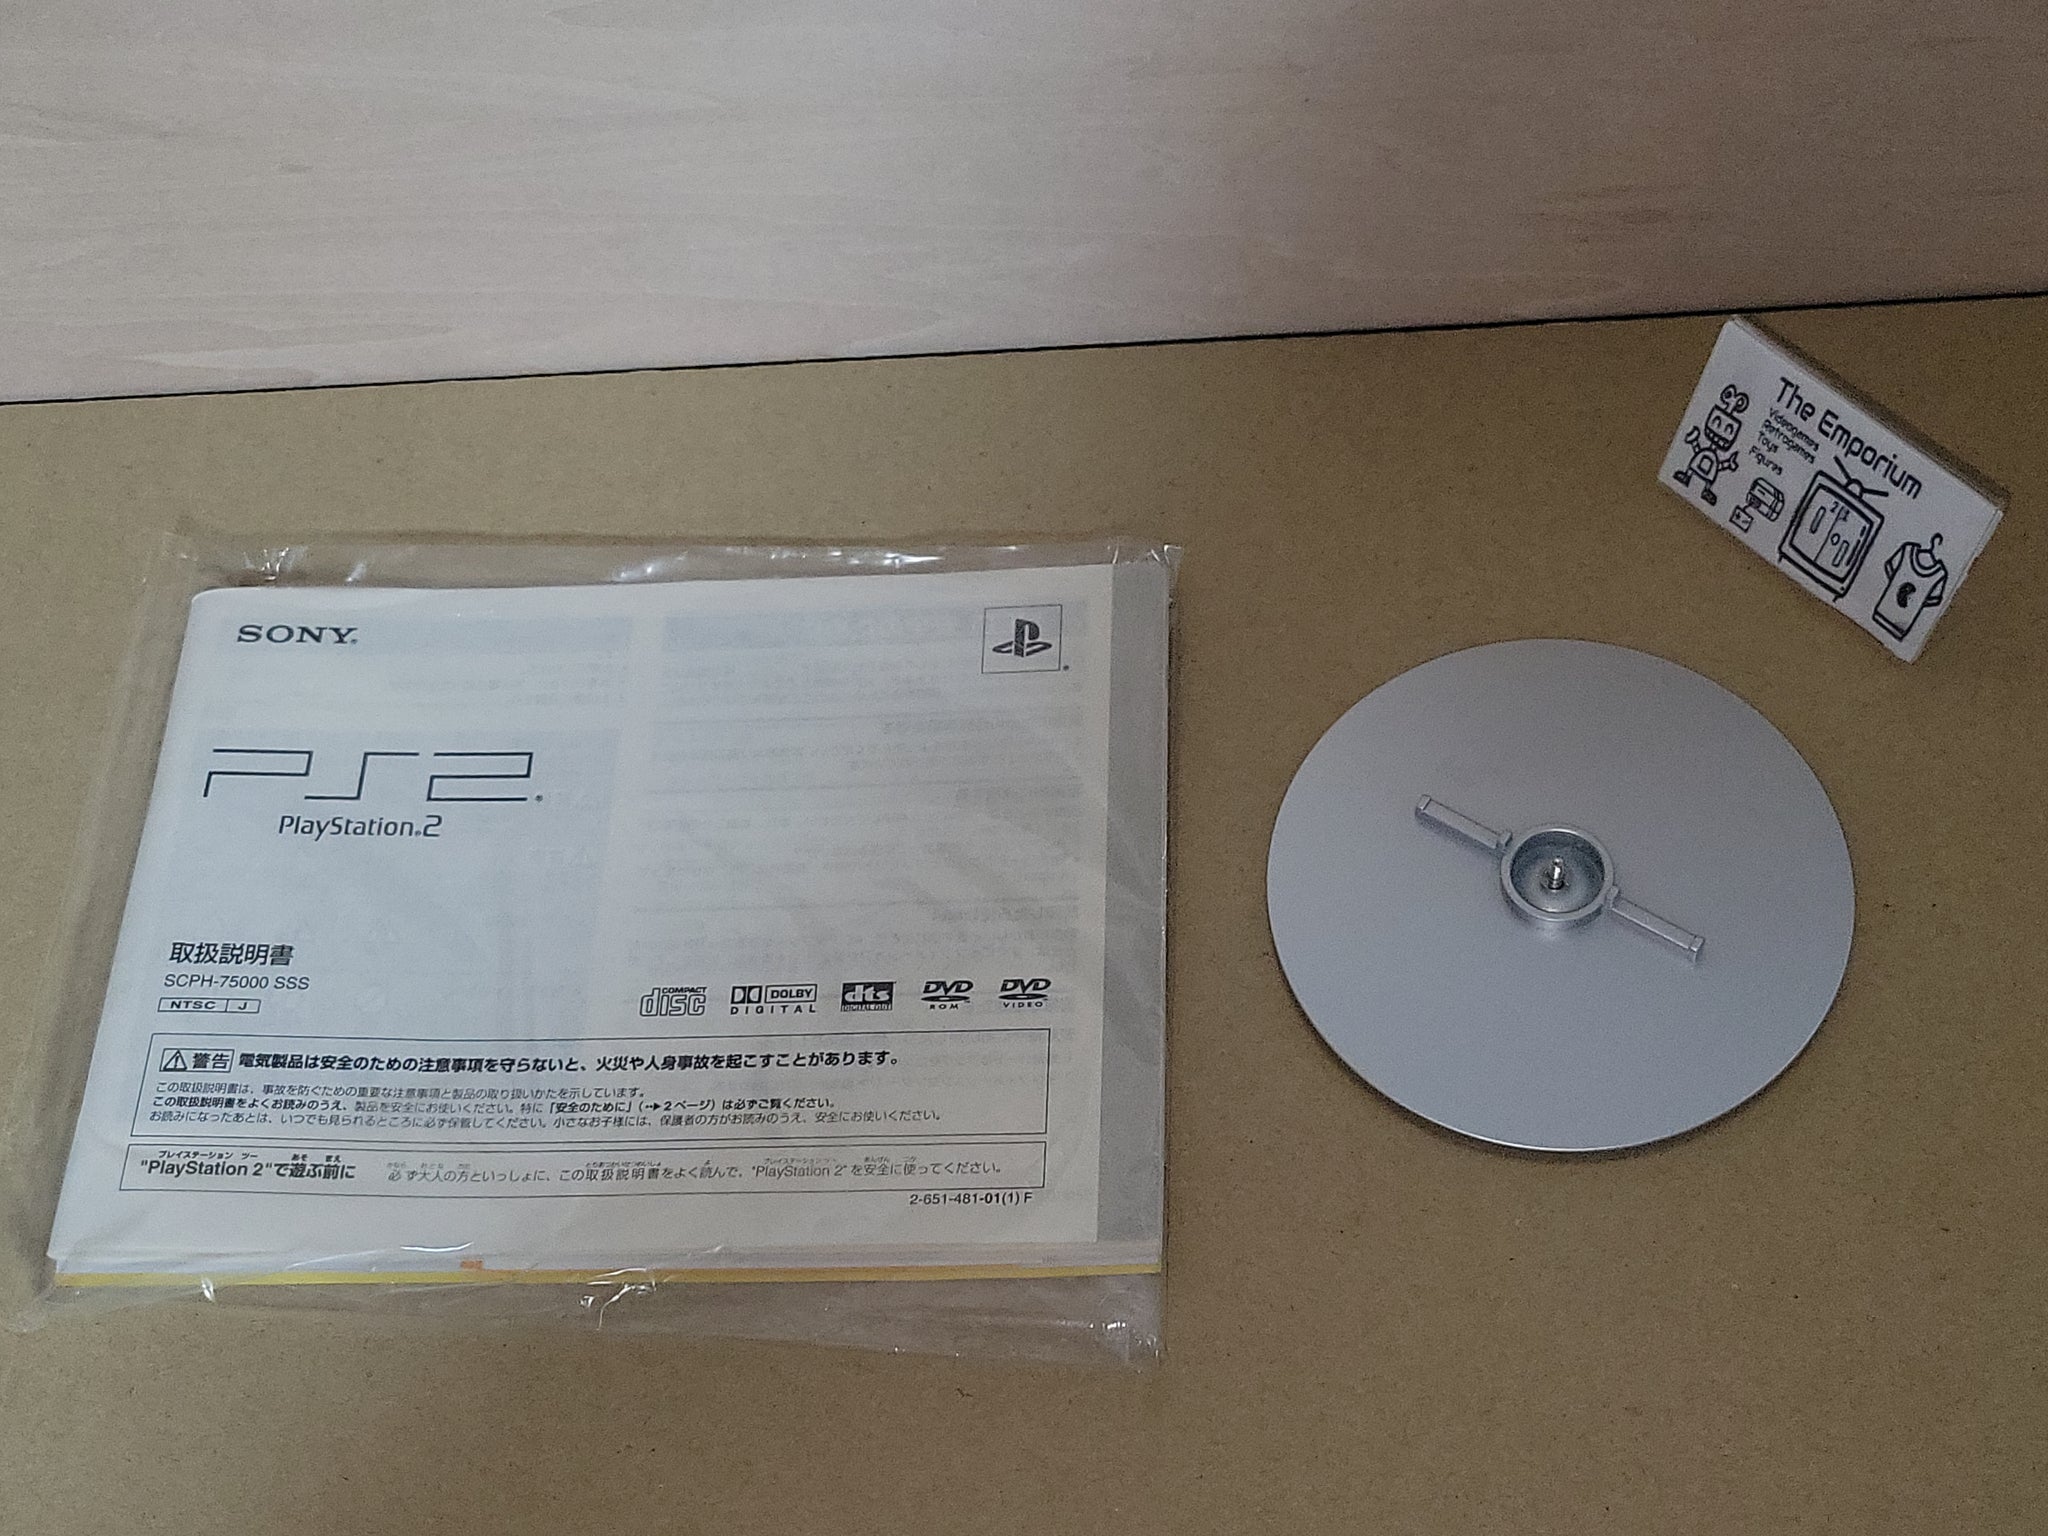 The Emporium
Videogames
Retrogames
Toys
Figures
SONY®
PS2®
PlayStation®2
取扱説明書
SCPH-75000 SSS
NTSC J
COMPACT disc
DOLBY DIGITAL
dts DIGITAL OUT
DVD ROM™
DVD VIDEO™
警告 電気製品は安全のための注意事項を守らないと、火災や人身事故を起こすことがあります。
この取扱説明書は、事故を防ぐための重要な注意事項と製品の取り扱いかたを示しています。
この取扱説明書をよくお読みのうえ、製品を安全にお使いください。特に「安全のために」(→2ページ)は必ずご覧ください。
お読みになったあとは、いつでも見られるところに必ず保管してください。小さなお子様には、保護者の方がお読みのうえ、安全にお使いください。
"PlayStation 2"で遊ぶ前に 必ず大人の方といっしょに、この取扱説明書をよく読んで、"PlayStation 2"を安全に使ってください。
2-651-481-01(1) F